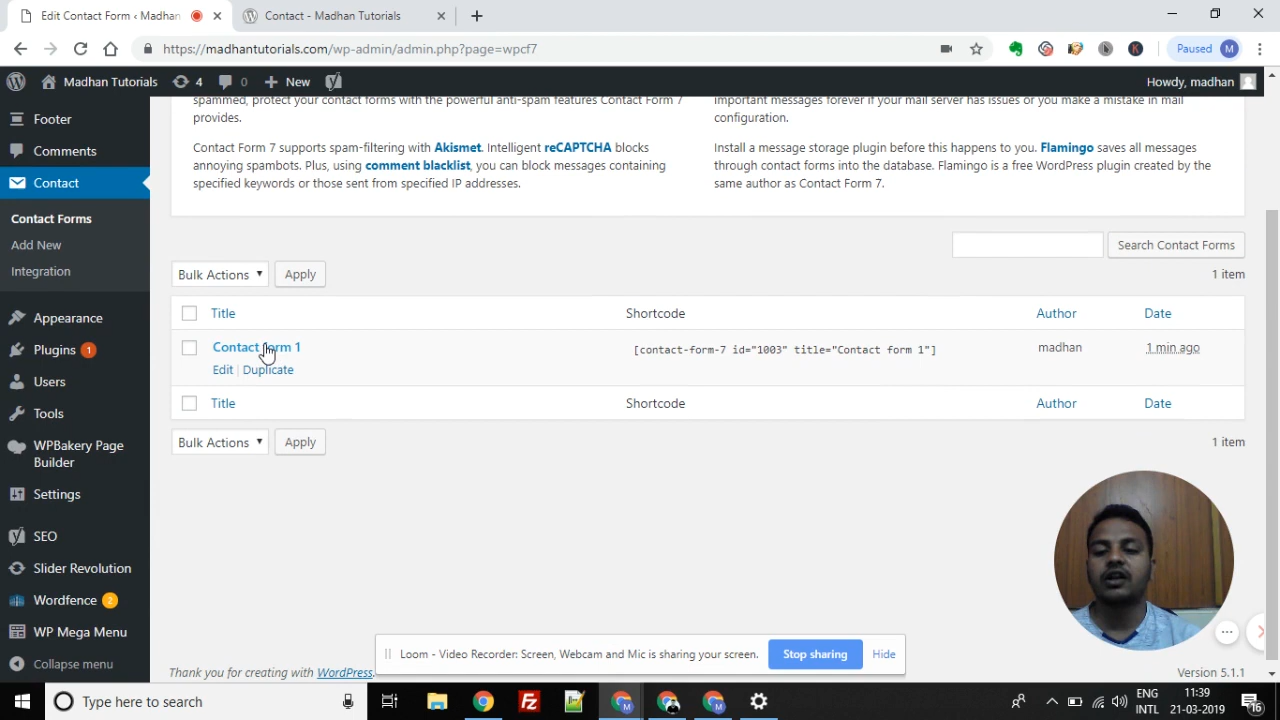 Edit Contact Form ‹ Madhan
Contact - Madhan Tutorials
https://madhantutorials.com/wp-admin/admin.php?page=wpcf7
Paused M
Madhan Tutorials 4 0 New
Howdy, madhan
Footer
Comments
Contact
Contact Forms
Add New
Integration
Appearance
Plugins 1
Users
Tools
WPBakery Page
Builder
Settings
SEO
Slider Revolution
Wordfence 2
WP Mega Menu
Collapse menu
spammed, protect your contact forms with the powerful anti-spam features Contact Form 7
provides.
Contact Form 7 supports spam-filtering with Akismet. Intelligent reCAPTCHA blocks
annoying spambots. Plus, using comment blacklist, you can block messages containing
specified keywords or those sent from specified IP addresses.
important messages forever if your mail server has issues or you make a mistake in mail
configuration.
Install a message storage plugin before this happens to you. Flamingo saves all messages
through contact forms into the database. Flamingo is a free WordPress plugin created by the
same author as Contact Form 7.
Search Contact Forms
Bulk Actions Apply
1 item
Title Shortcode Author Date
Contact form 1 [contact-form-7 id="1003" title="Contact form 1"] madhan 1 min ago
Edit | Duplicate
Title Shortcode Author Date
Bulk Actions Apply
1 item
Loom - Video Recorder: Screen, Webcam and Mic is sharing your screen. Stop sharing Hide
Thank you for creating with WordPress.
Version 5.1.1
Type here to search
ENG
INTL
11:39
21-03-2019
16